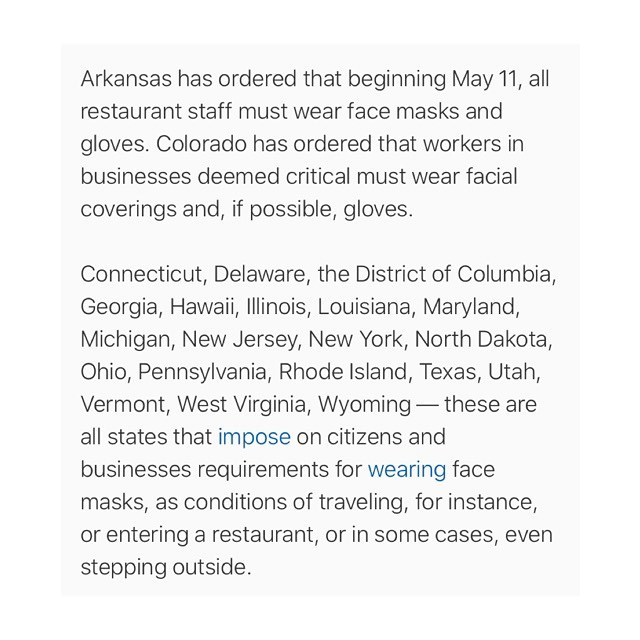 Arkansas has ordered that beginning May 11, all
restaurant staff must wear face masks and
gloves. Colorado has ordered that workers in
businesses deemed critical must wear facial
coverings and, if possible, gloves.
Connecticut, Delaware, the District of Columbia,
Georgia, Hawaii, Illinois, Louisiana, Maryland,
Michigan, New Jersey, New York, North Dakota,
Ohio, Pennsylvania, Rhode Island, Texas, Utah,
Vermont, West Virginia, Wyoming — these are
all states that impose on citizens and
businesses requirements for wearing face
masks, as conditions of traveling, for instance,
or entering a restaurant, or in some cases, even
stepping outside.